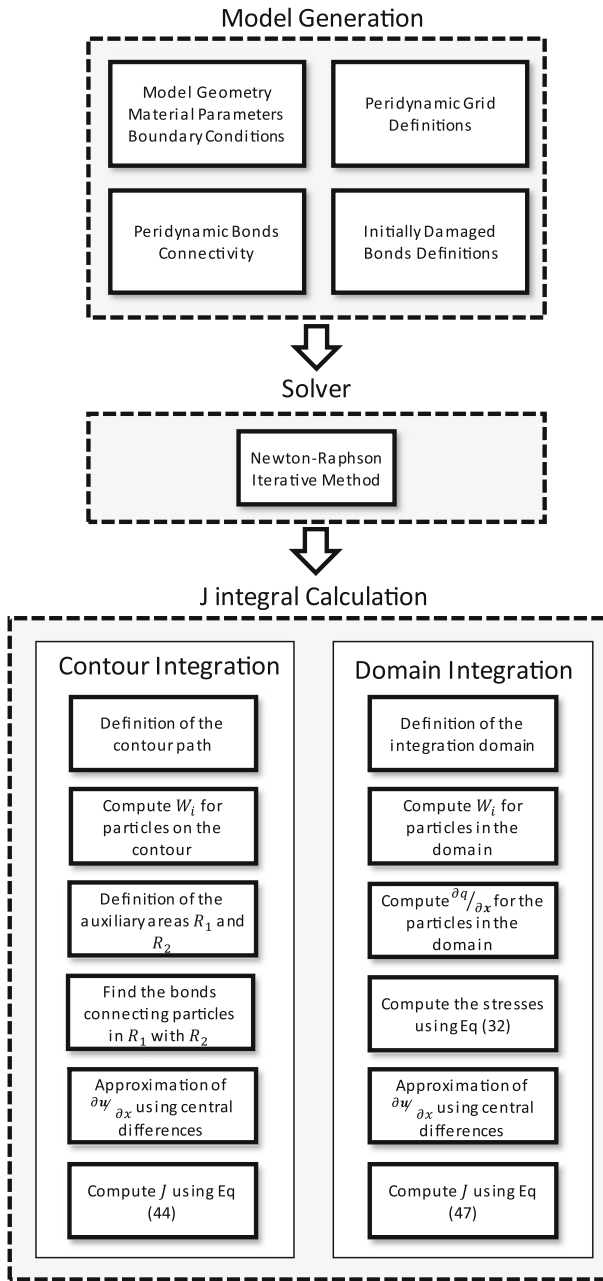 Model Generation
Model Geometry
Material Parameters
Boundary Conditions
Peridynamic Grid
Definitions
Peridynamic Bonds
Connectivity
Initially Damaged
Bonds Definitions
Solver
Newton-Raphson
Iterative Method
J integral Calculation
Contour Integration
Definition of the
contour path
Compute W_i for
particles on the
contour
Definition of the
auxiliary areas R_1 and
R_2
Find the bonds
connecting particles
in R_1 with R_2
Approximation of
∂u/∂x using central
differences
Compute J using Eq
(44)
Domain Integration
Definition of the
integration domain
Compute W_i for
particles in the
domain
Compute ∂q/∂x for the
particles in the
domain
Compute the stresses
using Eq (32)
Approximation of
∂u/∂x using central
differences
Compute J using Eq
(47)